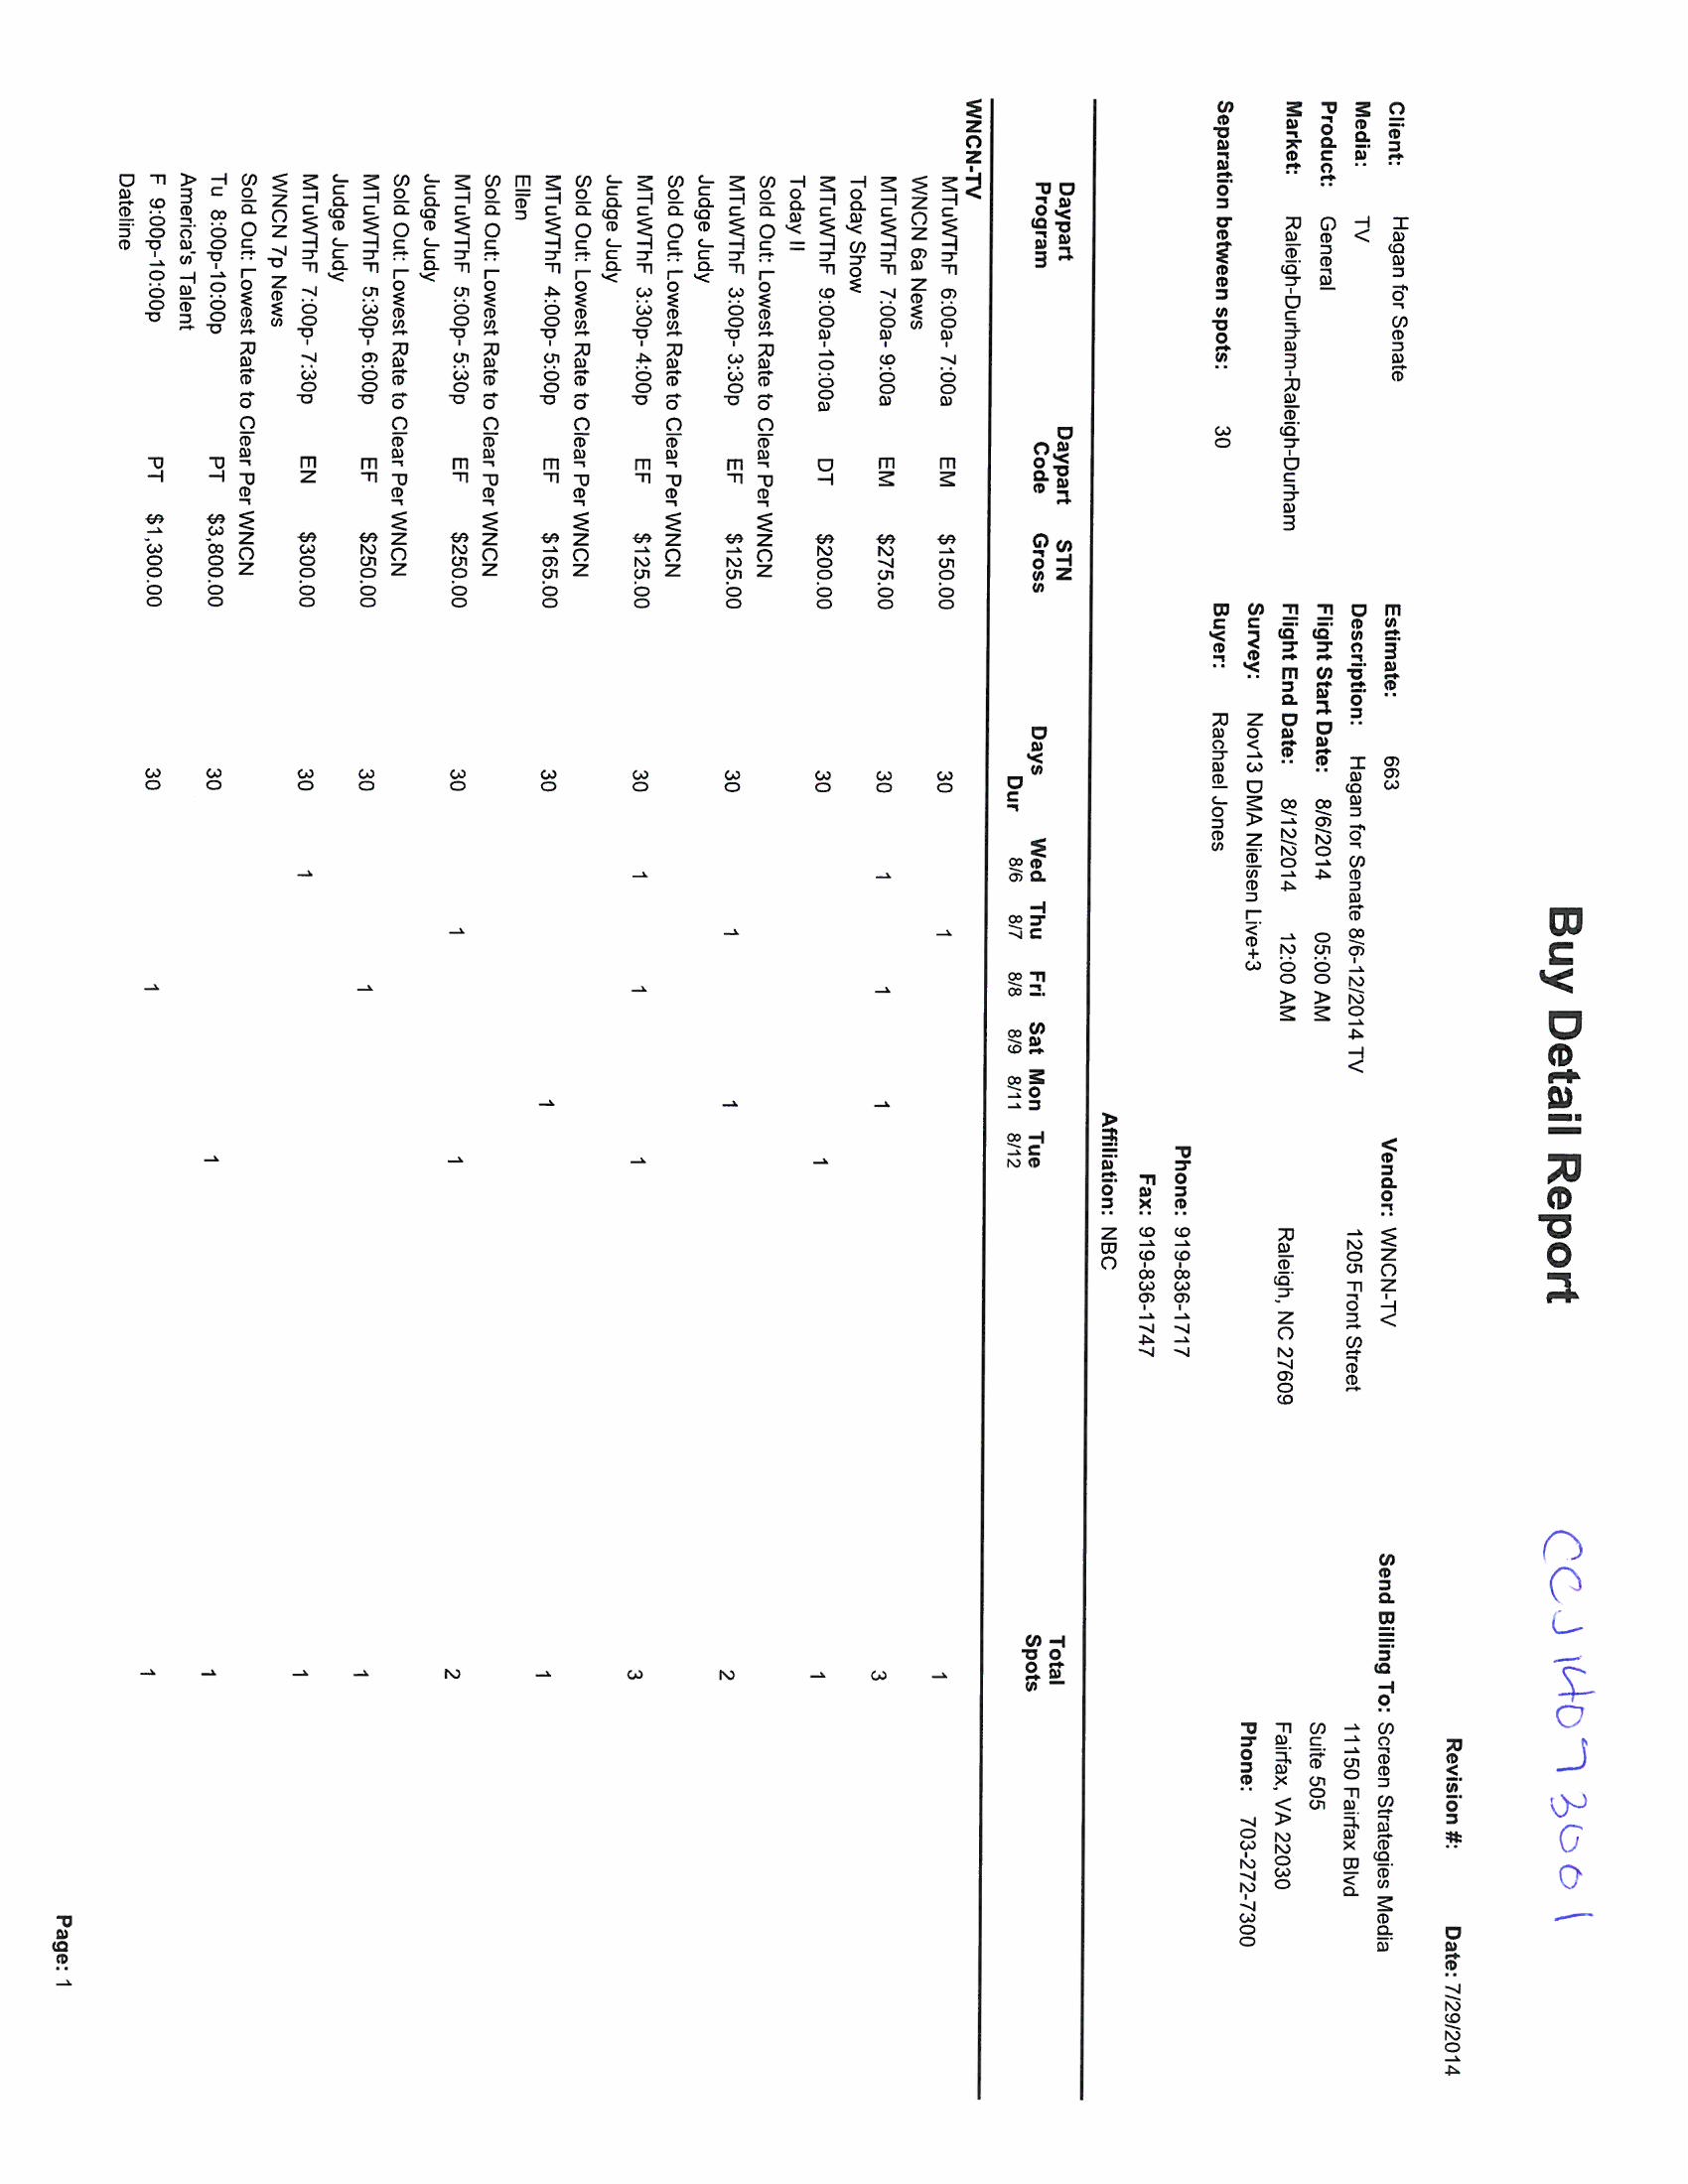 Buy Detail Report
CCJ14073001
Revision #: Date: 7/29/2014
Client: Hagan for Senate
Media: TV
Product: General
Market: Raleigh-Durham-Raleigh-Durham
Separation between spots: 30
Estimate: 663
Description: Hagan for Senate 8/6-12/2014 TV
Flight Start Date: 8/6/2014 05:00 AM
Flight End Date: 8/12/2014 12:00 AM
Survey: Nov13 DMA Nielsen Live+3
Buyer: Rachael Jones
Vendor: WNCN-TV
1205 Front Street
Raleigh, NC 27609
Phone: 919-836-1717
Fax: 919-836-1747
Affiliation: NBC
Send Billing To: Screen Strategies Media
11150 Fairfax Blvd
Suite 505
Fairfax, VA 22030
Phone: 703-272-7300
Daypart Daypart STN Total
Program Code Gross Days Wed Thu Fri Sat Mon Tue Spots
Dur 8/6 8/7 8/8 8/9 8/11 8/12
WNCN-TV
MTuWThF 6:00a- 7:00a EM $150.00 30 1 1
WNCN 6a News
MTuWThF 7:00a- 9:00a EM $275.00 30 1 1 1 3
Today Show
MTuWThF 9:00a-10:00a DT $200.00 30 1 1
Today II
Sold Out: Lowest Rate to Clear Per WNCN
MTuWThF 3:00p- 3:30p EF $125.00 30 1 1 2
Judge Judy
Sold Out: Lowest Rate to Clear Per WNCN
MTuWThF 3:30p- 4:00p EF $125.00 30 1 1 1 3
Judge Judy
Sold Out: Lowest Rate to Clear Per WNCN
MTuWThF 4:00p- 5:00p EF $165.00 30 1 1
Ellen
Sold Out: Lowest Rate to Clear Per WNCN
MTuWThF 5:00p- 5:30p EF $250.00 30 1 1 2
Judge Judy
Sold Out: Lowest Rate to Clear Per WNCN
MTuWThF 5:30p- 6:00p EF $250.00 30 1 1
Judge Judy
MTuWThF 7:00p- 7:30p EN $300.00 30 1 1
WNCN 7p News
Sold Out: Lowest Rate to Clear Per WNCN
Tu 8:00p-10:00p PT $3,800.00 30 1 1
America's Talent
F 9:00p-10:00p PT $1,300.00 30 1 1
Dateline
Page: 1